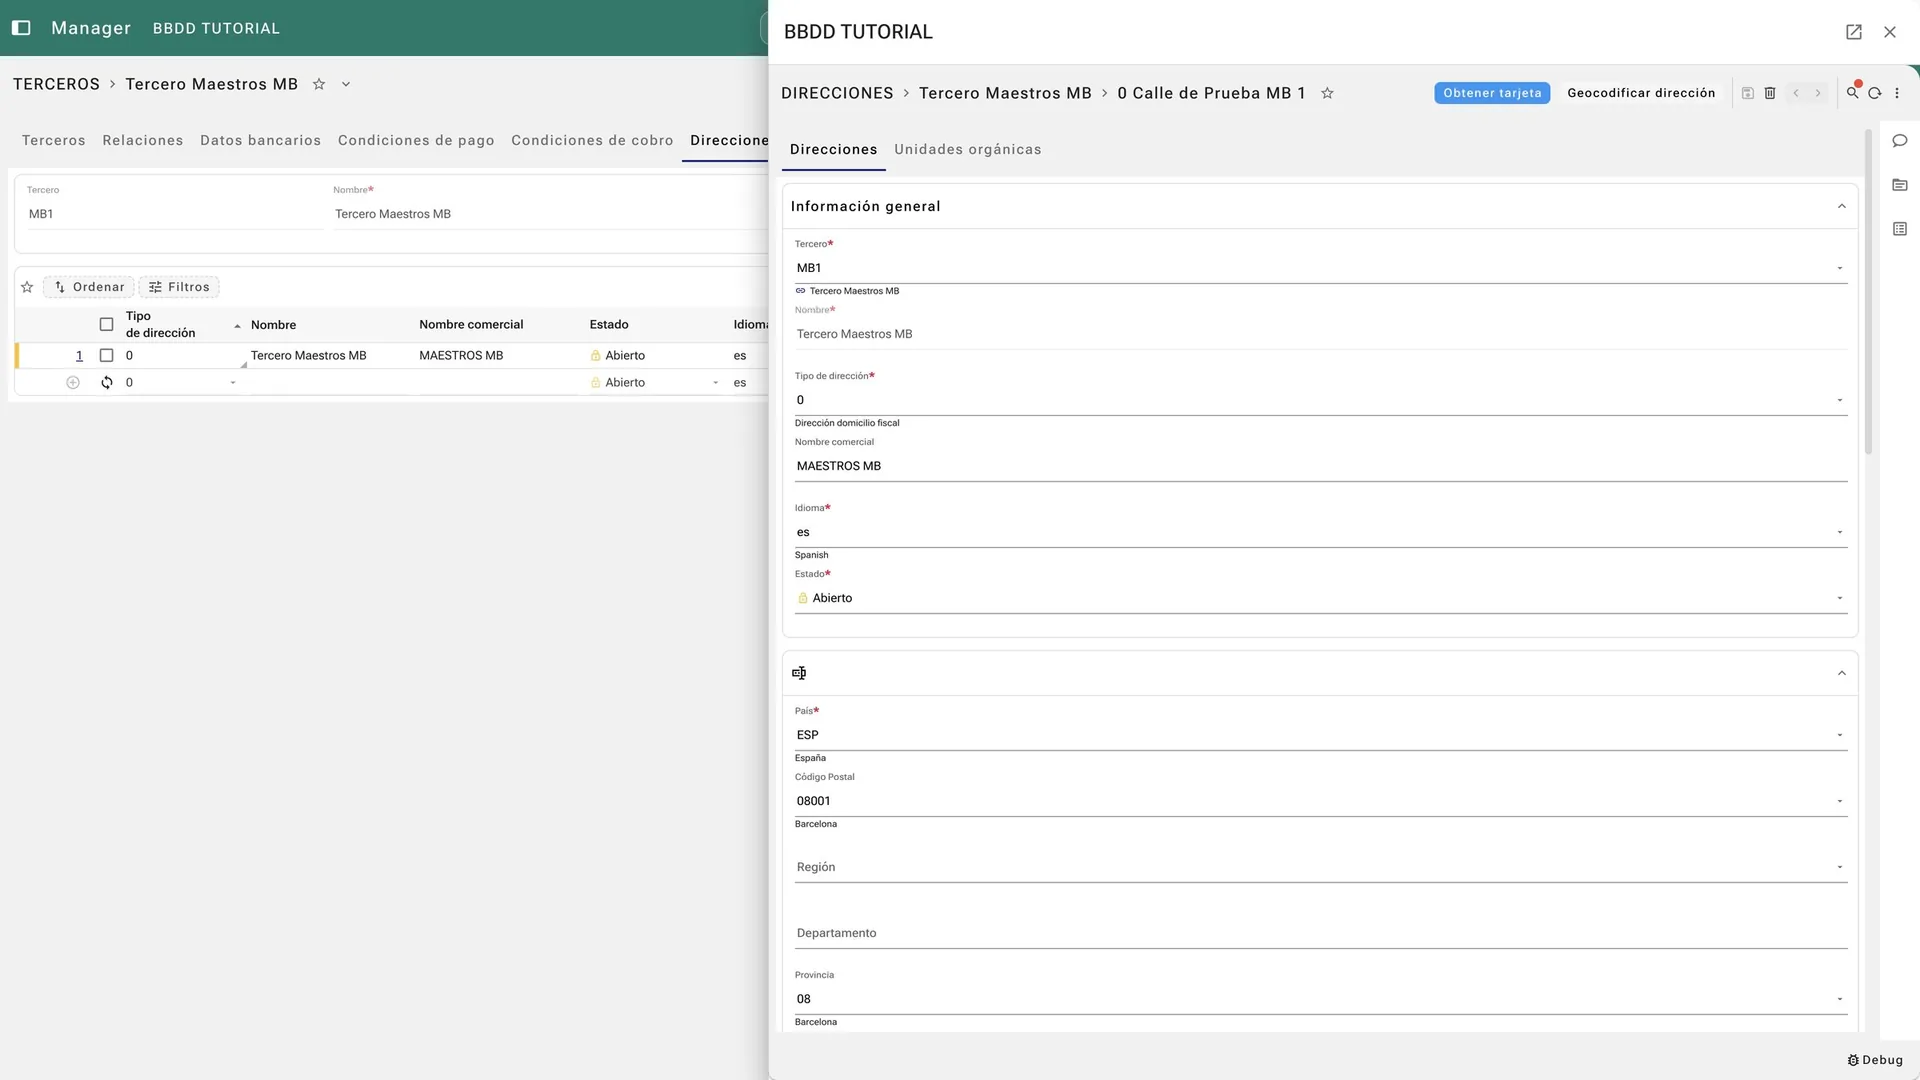 Manager BBDD TUTORIAL
TERCEROS > Tercero Maestros MB
Terceros Relaciones Datos bancarios Condiciones de pago Condiciones de cobro Direccione
Tercero Nombre*
MB1 Tercero Maestros MB
Ordenar Filtros
Tipo de dirección Nombre Nombre comercial Estado Idioma
1 0 Tercero Maestros MB MAESTROS MB Abierto es
0 Abierto es
BBDD TUTORIAL
DIRECCIONES > Tercero Maestros MB > 0 Calle de Prueba MB 1 Obtener tarjeta Geocodificar dirección
Direcciones Unidades orgánicas
Información general
Tercero*
MB1
Tercero Maestros MB
Nombre*
Tercero Maestros MB
Tipo de dirección*
0
Dirección domicilio fiscal
Nombre comercial
MAESTROS MB
Idioma*
es
Spanish
Estado*
Abierto
País*
ESP
España
Código Postal
08001
Barcelona
Región
Departamento
Provincia
08
Barcelona
Debug